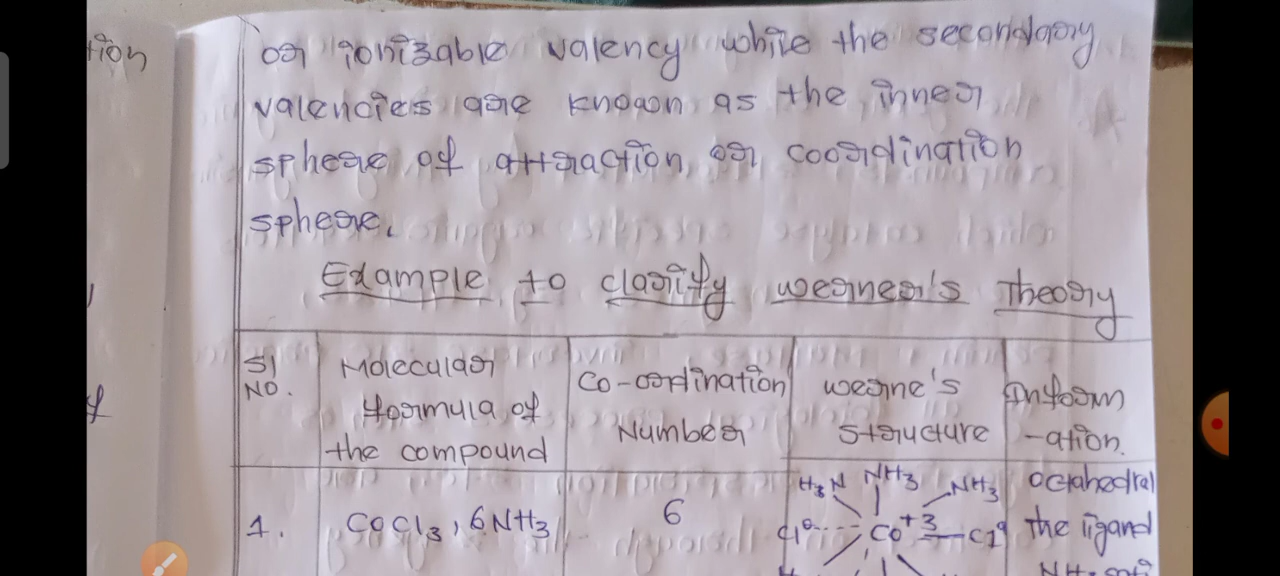 tion
or ionizable valency while the secondary
valencies are known as the inner
sphere of attraction or coordination
sphere.
Example to clarify werner's Theory
Sl NO.
Molecular formula of the compound
Co-ordination Number
werne's structure
Inform-ation.
1.
CoCl3, 6NH3
6
H3N NH3 NH3
Cl⊖ Co+3 Cl⊖
octahedral
the ligand